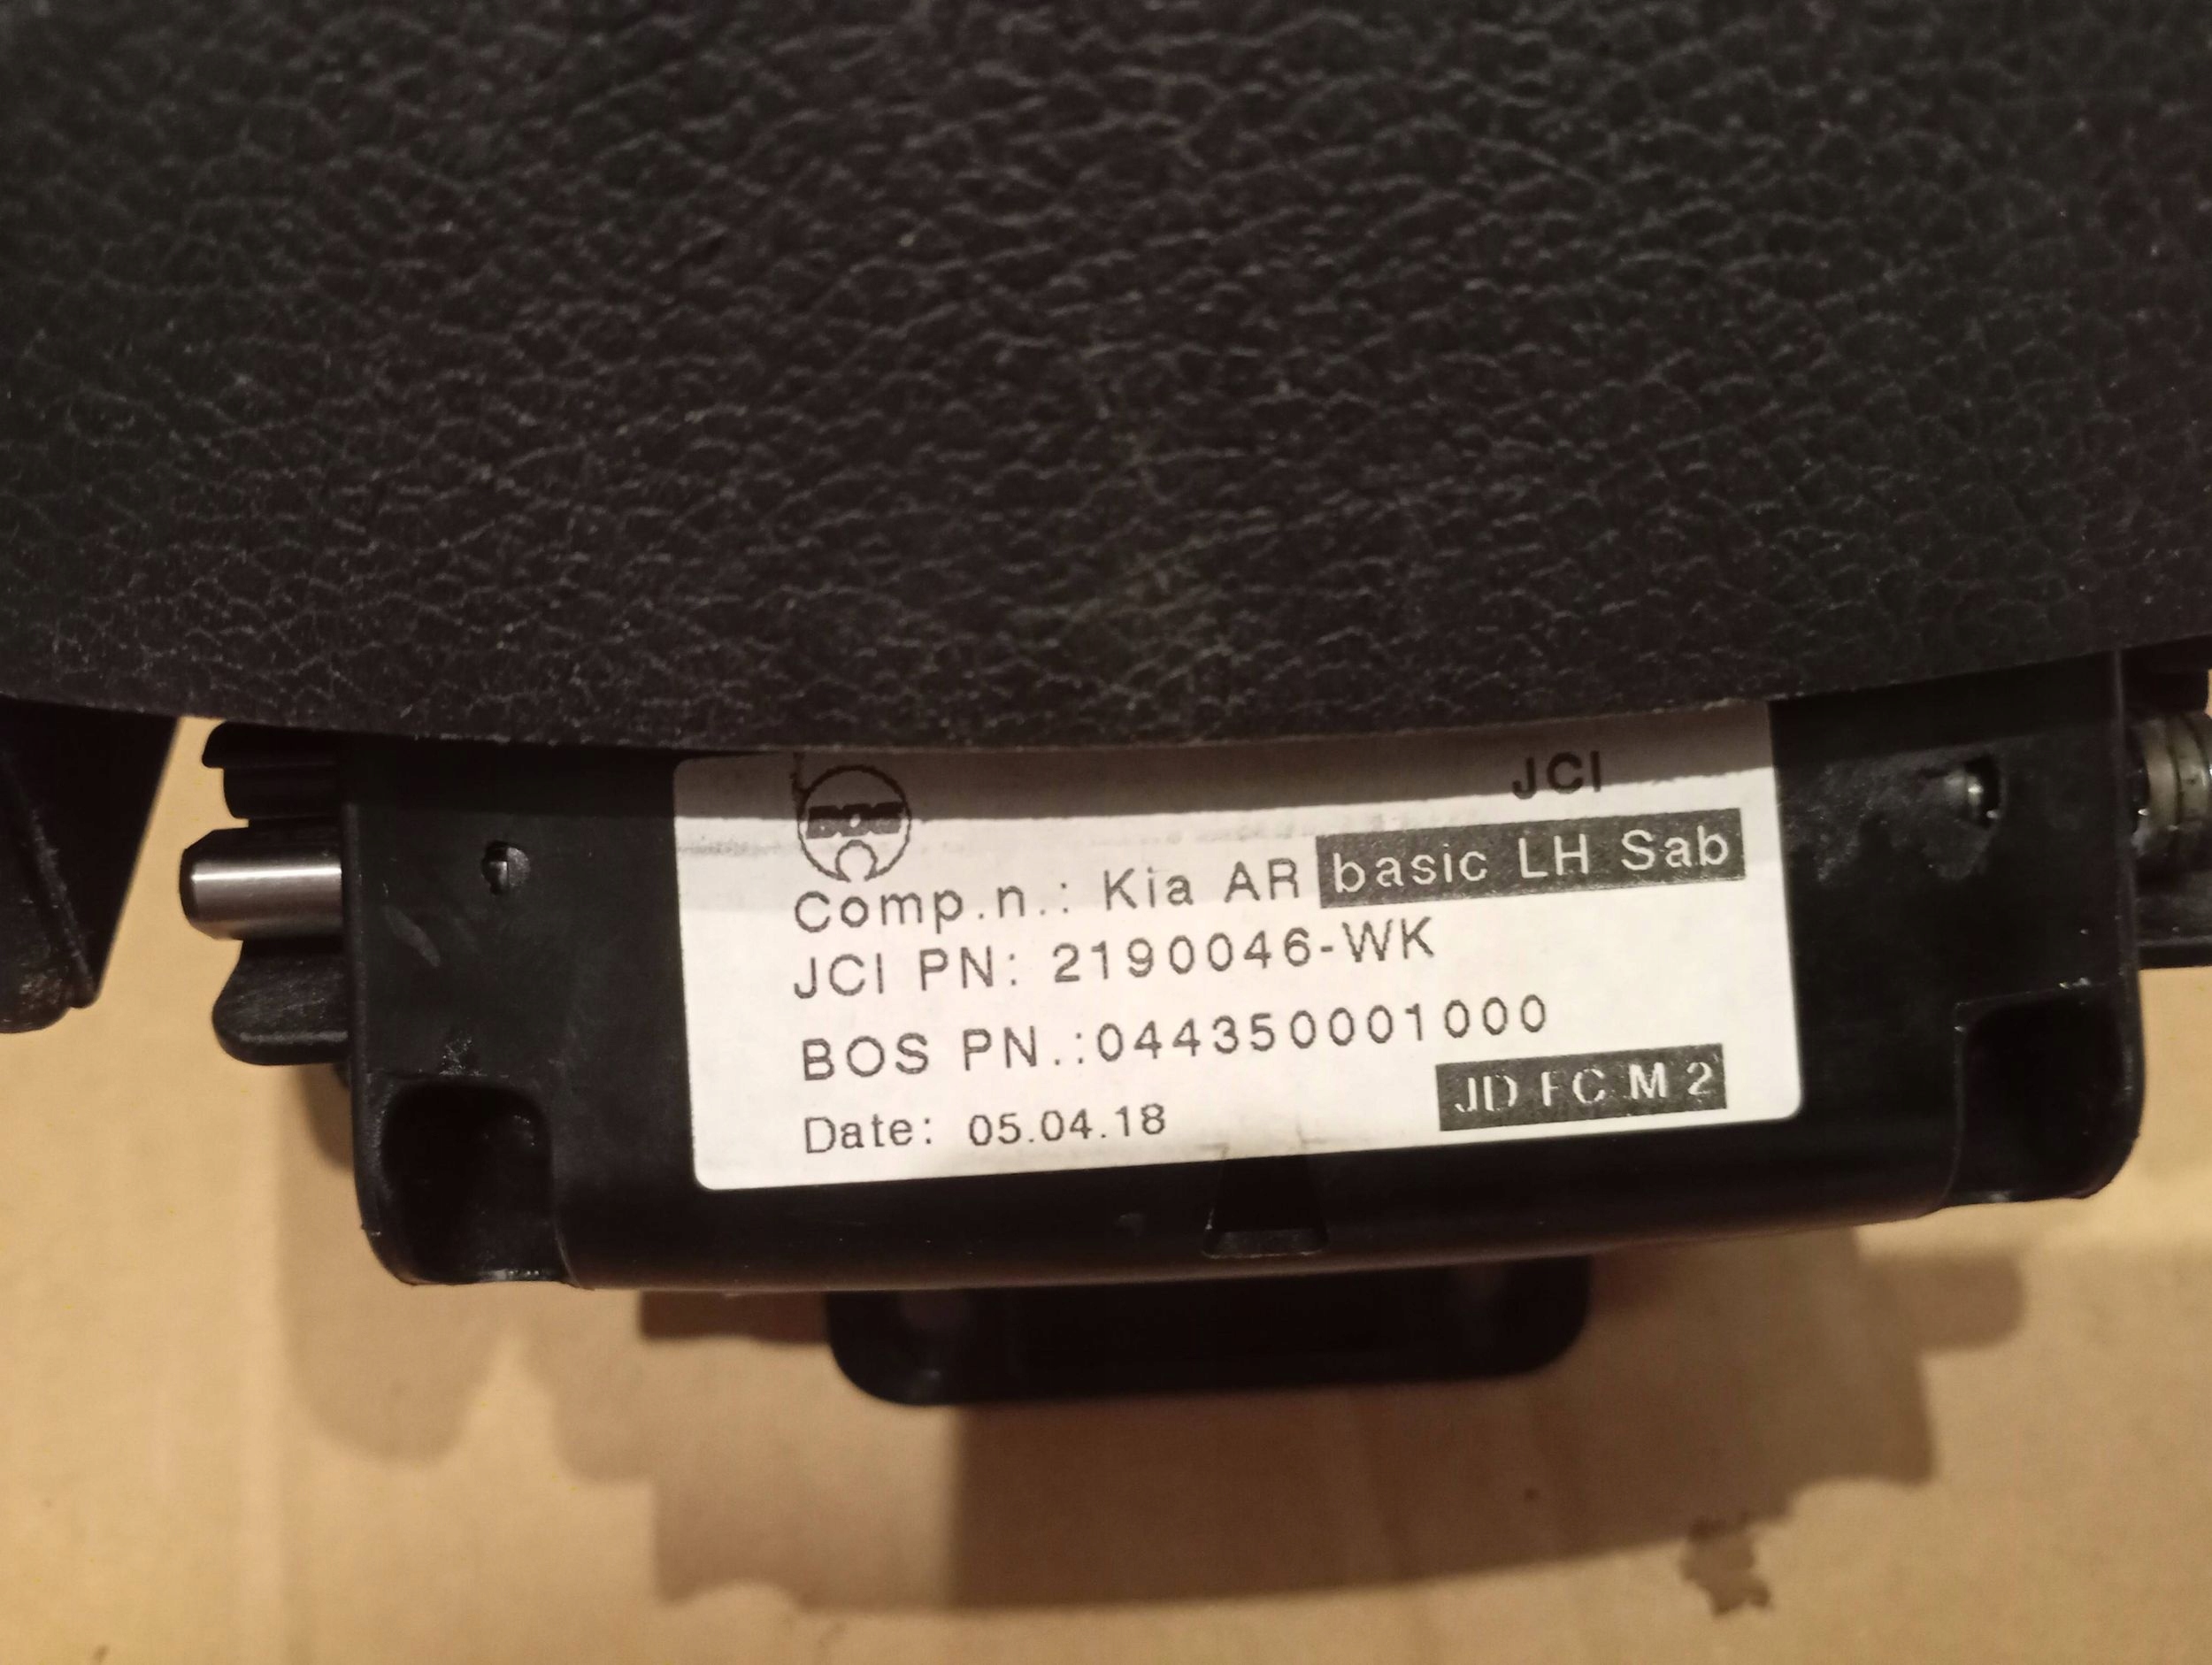 JCI
BOS
Comp.n.: Kia AR basic LH Sab
JCI PN: 2190046-WK
BOS PN.:044350001000
Date: 05.04.18 JD FC M 2